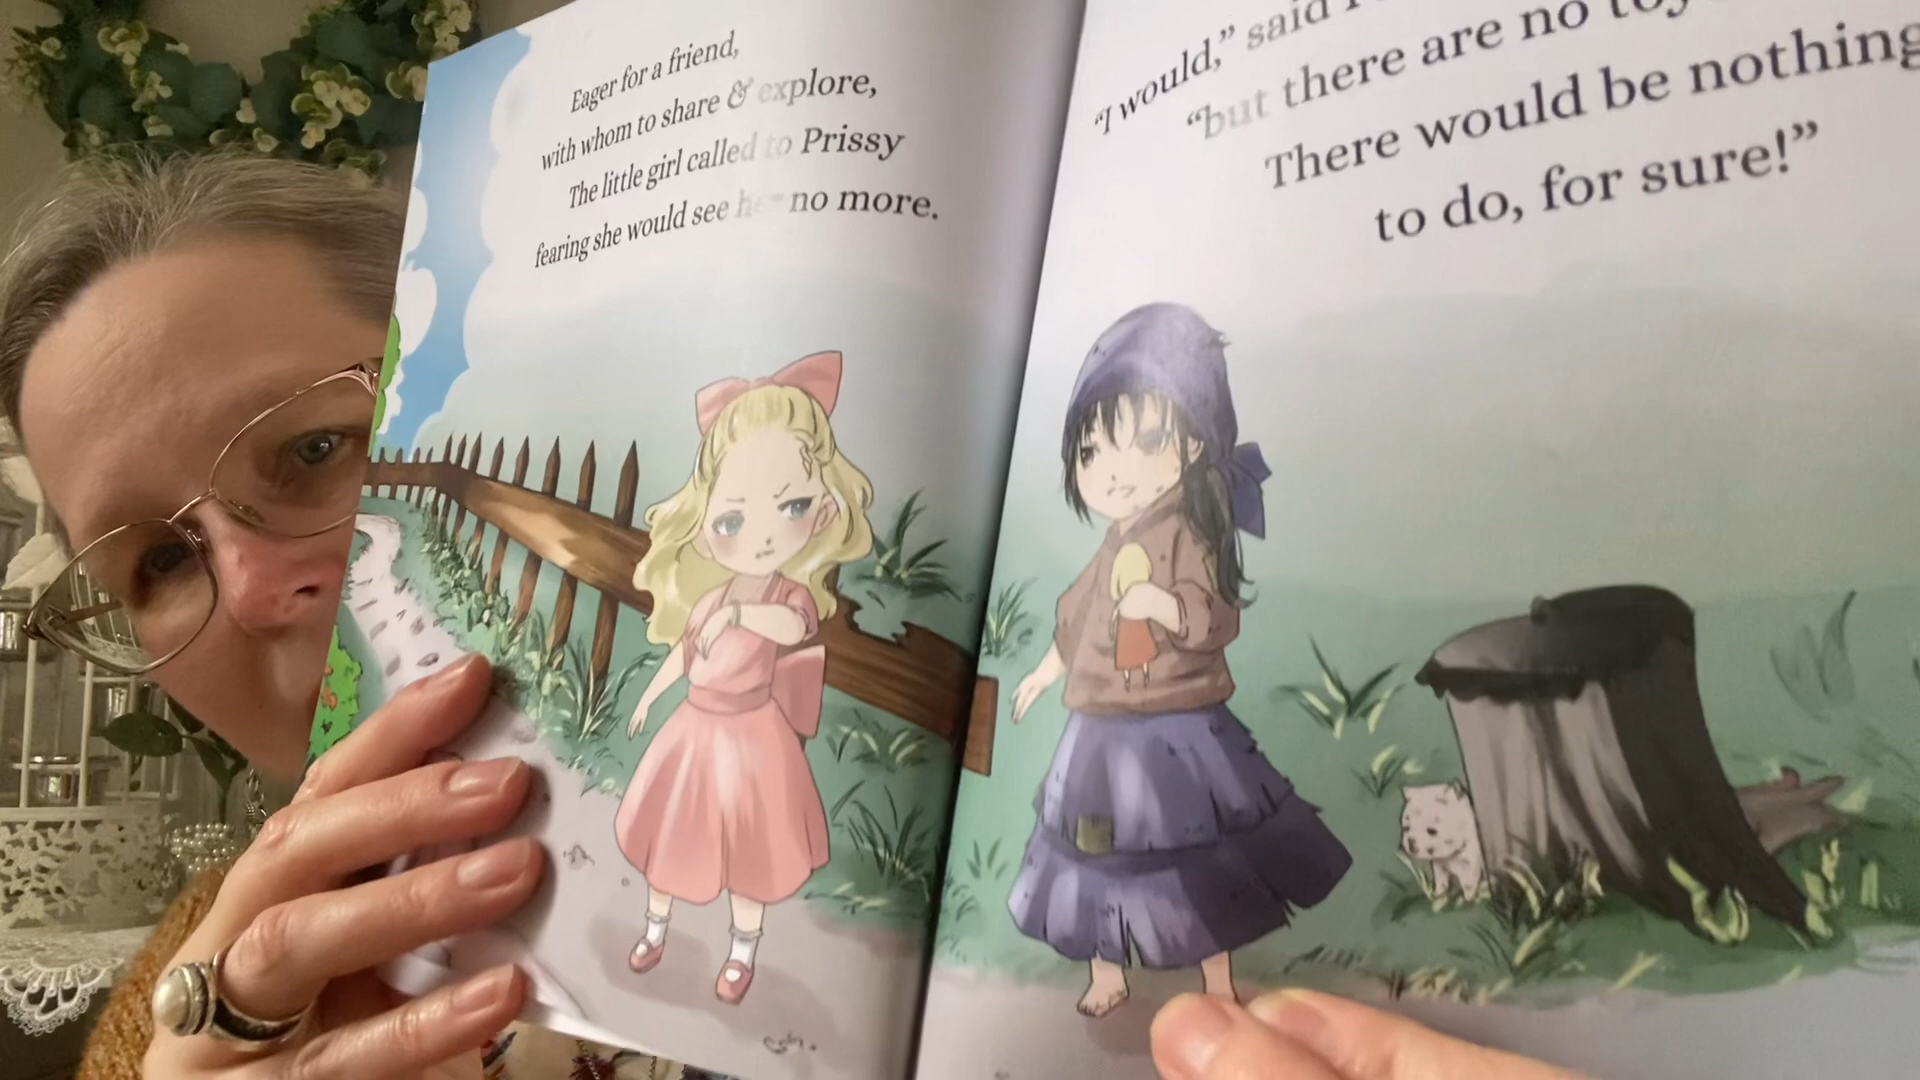 Eager for a friend,
with whom to share & explore,
The little girl called to Prissy
fearing she would see her no more.
"I would," said
"but there are no
There would be nothing
to do, for sure!"